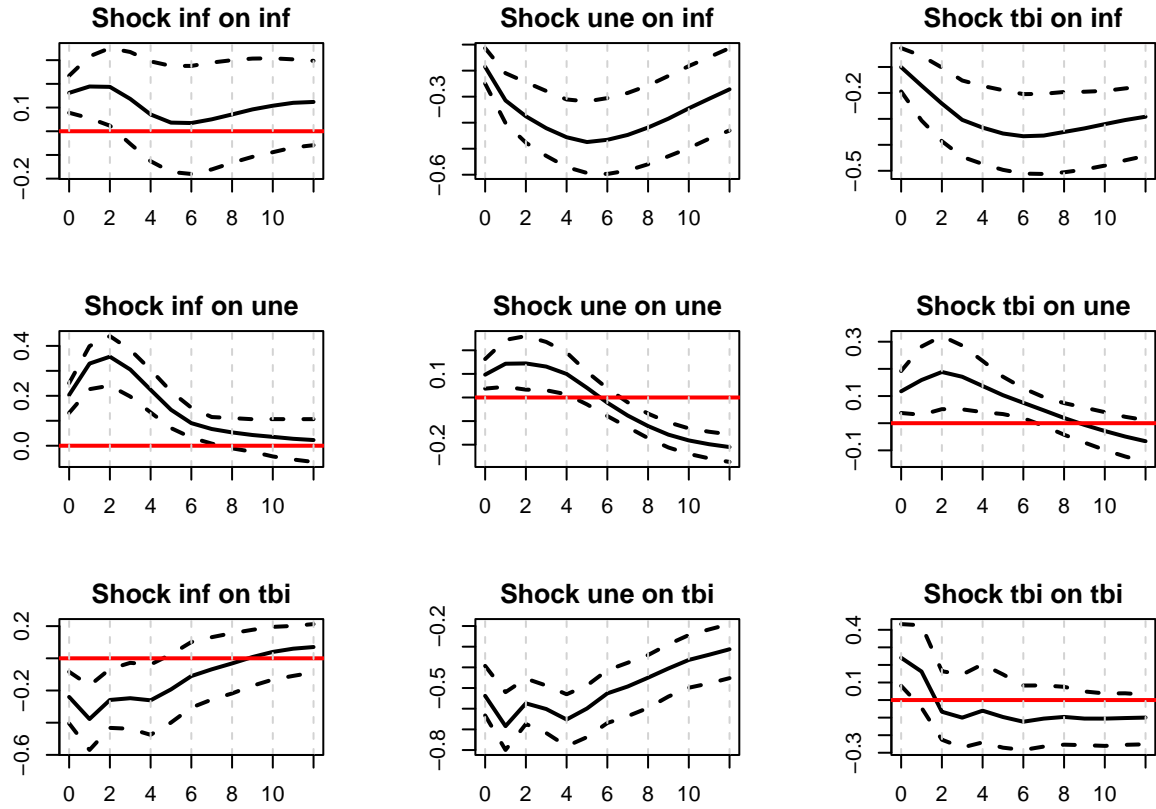 Shock inf on inf
0.1
−0.2
0 2 4 6 8 10
Shock une on inf
−0.3
−0.6
0 2 4 6 8 10
Shock tbi on inf
−0.2
−0.5
0 2 4 6 8 10
Shock inf on une
0.4
0.2
0.0
0 2 4 6 8 10
Shock une on une
0.1
−0.2
0 2 4 6 8 10
Shock tbi on une
0.3
0.1
−0.1
0 2 4 6 8 10
Shock inf on tbi
0.2
−0.2
−0.6
0 2 4 6 8 10
Shock une on tbi
−0.2
−0.5
−0.8
0 2 4 6 8 10
Shock tbi on tbi
0.4
0.1
−0.3
0 2 4 6 8 10